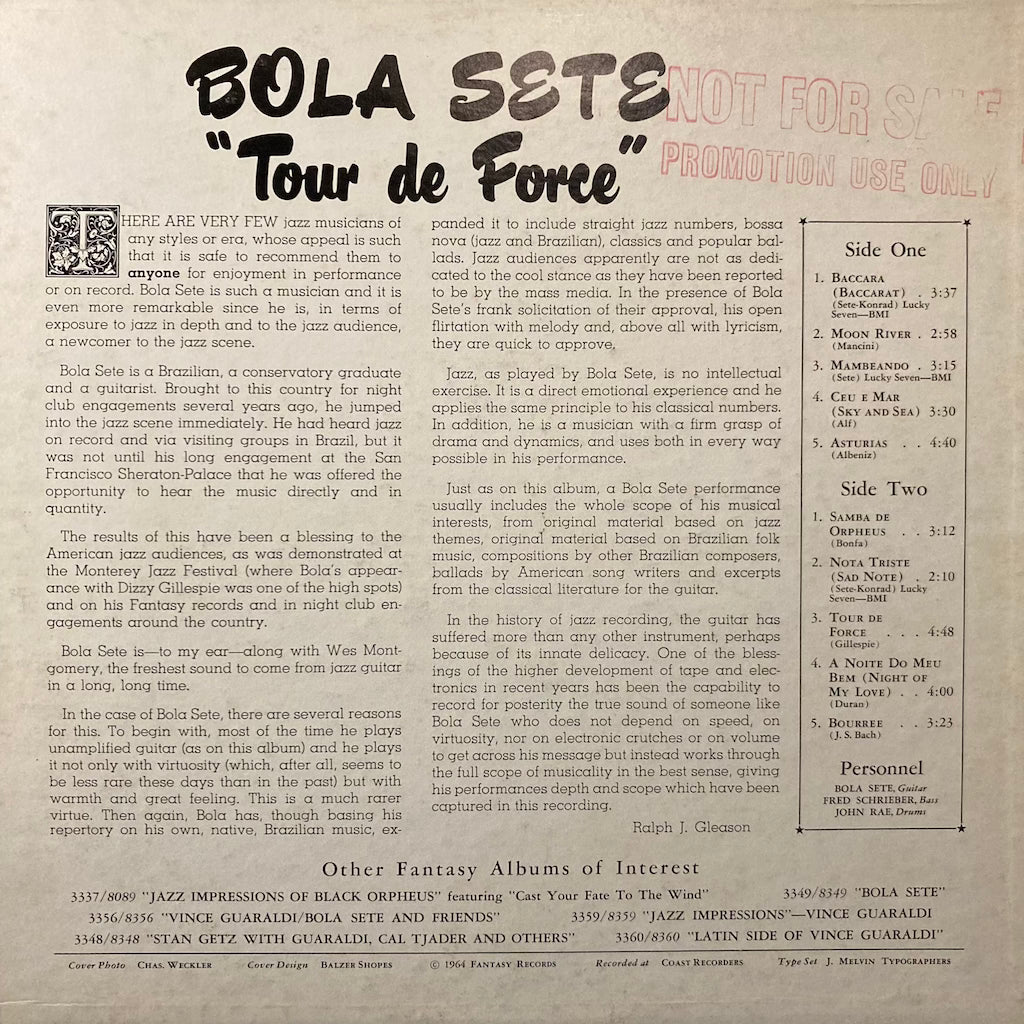 BOLA SETE
"Tour de Force"
NOT FOR SALE
PROMOTION USE ONLY
THERE ARE VERY FEW jazz musicians of
any styles or era, whose appeal is such
that it is safe to recommend them to
anyone for enjoyment in performance
or on record. Bola Sete is such a musician and it is
even more remarkable since he is, in terms of
exposure to jazz in depth and to the jazz audience,
a newcomer to the jazz scene.
Bola Sete is a Brazilian, a conservatory graduate
and a guitarist. Brought to this country for night
club engagements several years ago, he jumped
into the jazz scene immediately. He had heard jazz
on record and via visiting groups in Brazil, but it
was not until his long engagement at the San
Francisco Sheraton-Palace that he was offered the
opportunity to hear the music directly and in
quantity.
The results of this have been a blessing to the
American jazz audiences, as was demonstrated at
the Monterey Jazz Festival (where Bola's appear-
ance with Dizzy Gillespie was one of the high spots)
and on his Fantasy records and in night club en-
gagements around the country.
Bola Sete is—to my ear—along with Wes Mont-
gomery, the freshest sound to come from jazz guitar
in a long, long time.
In the case of Bola Sete, there are several reasons
for this. To begin with, most of the time he plays
unamplified guitar (as on this album) and he plays
it not only with virtuosity (which, after all, seems to
be less rare these days than in the past) but with
warmth and great feeling. This is a much rarer
virtue. Then again, Bola has, though basing his
repertory on his own, native, Brazilian music, ex-
panded it to include straight jazz numbers, bossa
nova (jazz and Brazilian), classics and popular bal-
lads. Jazz audiences apparently are not as dedi-
cated to the cool stance as they have been reported
to be by the mass media. In the presence of Bola
Sete's frank solicitation of their approval, his open
flirtation with melody and, above all with lyricism,
they are quick to approve.
Jazz, as played by Bola Sete, is no intellectual
exercise. It is a direct emotional experience and he
applies the same principle to his classical numbers.
In addition, he is a musician with a firm grasp of
drama and dynamics, and uses both in every way
possible in his performance.
Just as on this album, a Bola Sete performance
usually includes the whole scope of his musical
interests, from original material based on jazz
themes, original material based on Brazilian folk
music, compositions by other Brazilian composers,
ballads by American song writers and excerpts
from the classical literature for the guitar.
In the history of jazz recording, the guitar has
suffered more than any other instrument, perhaps
because of its innate delicacy. One of the bless-
ings of the higher development of tape and elec-
tronics in recent years has been the capability to
record for posterity the true sound of someone like
Bola Sete who does not depend on speed, on
virtuosity, nor on electronic crutches or on volume
to get across his message but instead works through
the full scope of musicality in the best sense, giving
his performances depth and scope which have been
captured in this recording.
Ralph J. Gleason
Side One
1. BACCARA
(BACCARAT) . 3:37
(Sete-Konrad) Lucky
Seven—BMI
2. MOON RIVER . 2:58
(Mancini)
3. MAMBEANDO . 3:15
(Sete) Lucky Seven—BMI
4. CEU E MAR
(SKY AND SEA) 3:30
(Alf)
5. ASTURIAS . . 4:40
(Albeniz)
Side Two
1. SAMBA DE
ORPHEUS . . 3:12
(Bonfa)
2. NOTA TRISTE
(SAD NOTE) . 2:10
(Sete-Konrad) Lucky
Seven—BMI
3. TOUR DE
FORCE . . . 4:48
(Gillespie)
4. A NOITE DO MEU
BEM (NIGHT OF
MY LOVE) . . 4:00
(Duran)
5. BOURREE . . 3:23
(J. S. Bach)
Personnel
BOLA SETE, Guitar
FRED SCHRIEBER, Bass
JOHN RAE, Drums
Other Fantasy Albums of Interest
3337/8089 "JAZZ IMPRESSIONS OF BLACK ORPHEUS" featuring "Cast Your Fate To The Wind" 3349/8349 "BOLA SETE"
3356/8356 "VINCE GUARALDI/BOLA SETE AND FRIENDS" 3359/8359 "JAZZ IMPRESSIONS"—VINCE GUARALDI
3348/8348 "STAN GETZ WITH GUARALDI, CAL TJADER AND OTHERS" 3360/8360 "LATIN SIDE OF VINCE GUARALDI"
Cover Photo CHAS. WECKLER Cover Design BALZER SHOPES © 1964 FANTASY RECORDS Recorded at COAST RECORDERS Type Set J. MELVIN TYPOGRAPHERS